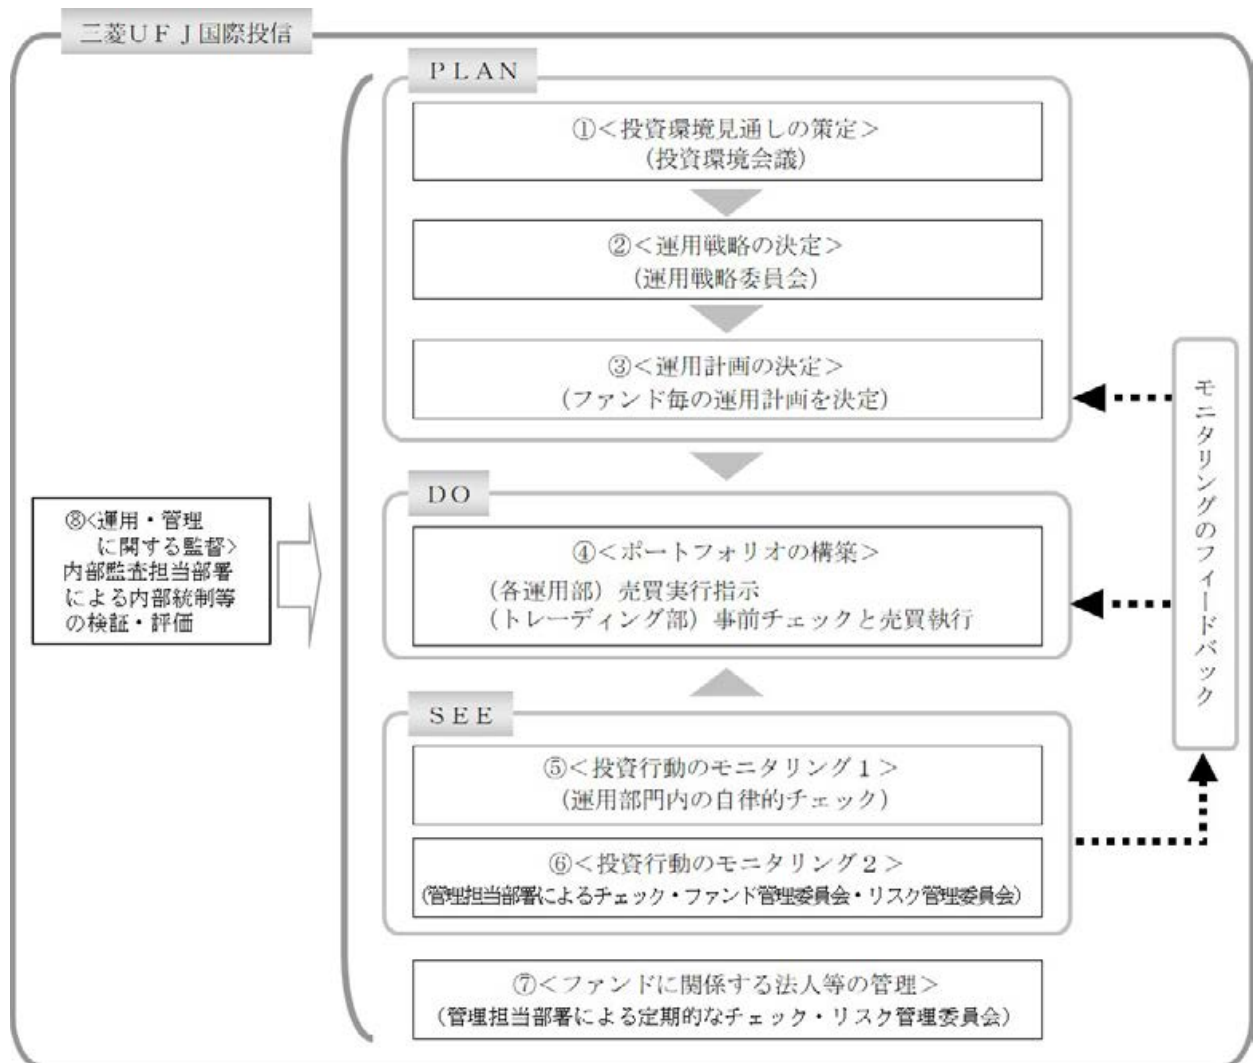 三菱ＵＦＪ国際投信
ＰＬＡＮ
①＜投資環境見通しの策定＞
(投資環境会議)
②＜運用戦略の決定＞
(運用戦略委員会)
③＜運用計画の決定＞
(ファンド毎の運用計画を決定)
ＤＯ
④＜ポートフォリオの構築＞
(各運用部）売買実行指示
(トレーディング部）事前チェックと売買執行
ＳＥＥ
⑤＜投資行動のモニタリング１＞
(運用部門内の自律的チェック)
⑥＜投資行動のモニタリング２＞
(管理担当部署によるチェック・ファンド管理委員会・リスク管理委員会)
⑦＜ファンドに関係する法人等の管理＞
(管理担当部署による定期的なチェック・リスク管理委員会)
⑧<運用・管理
に関する監督>
内部監査担当部署
による内部統制等
の検証・評価
モニタリングのフィードバック